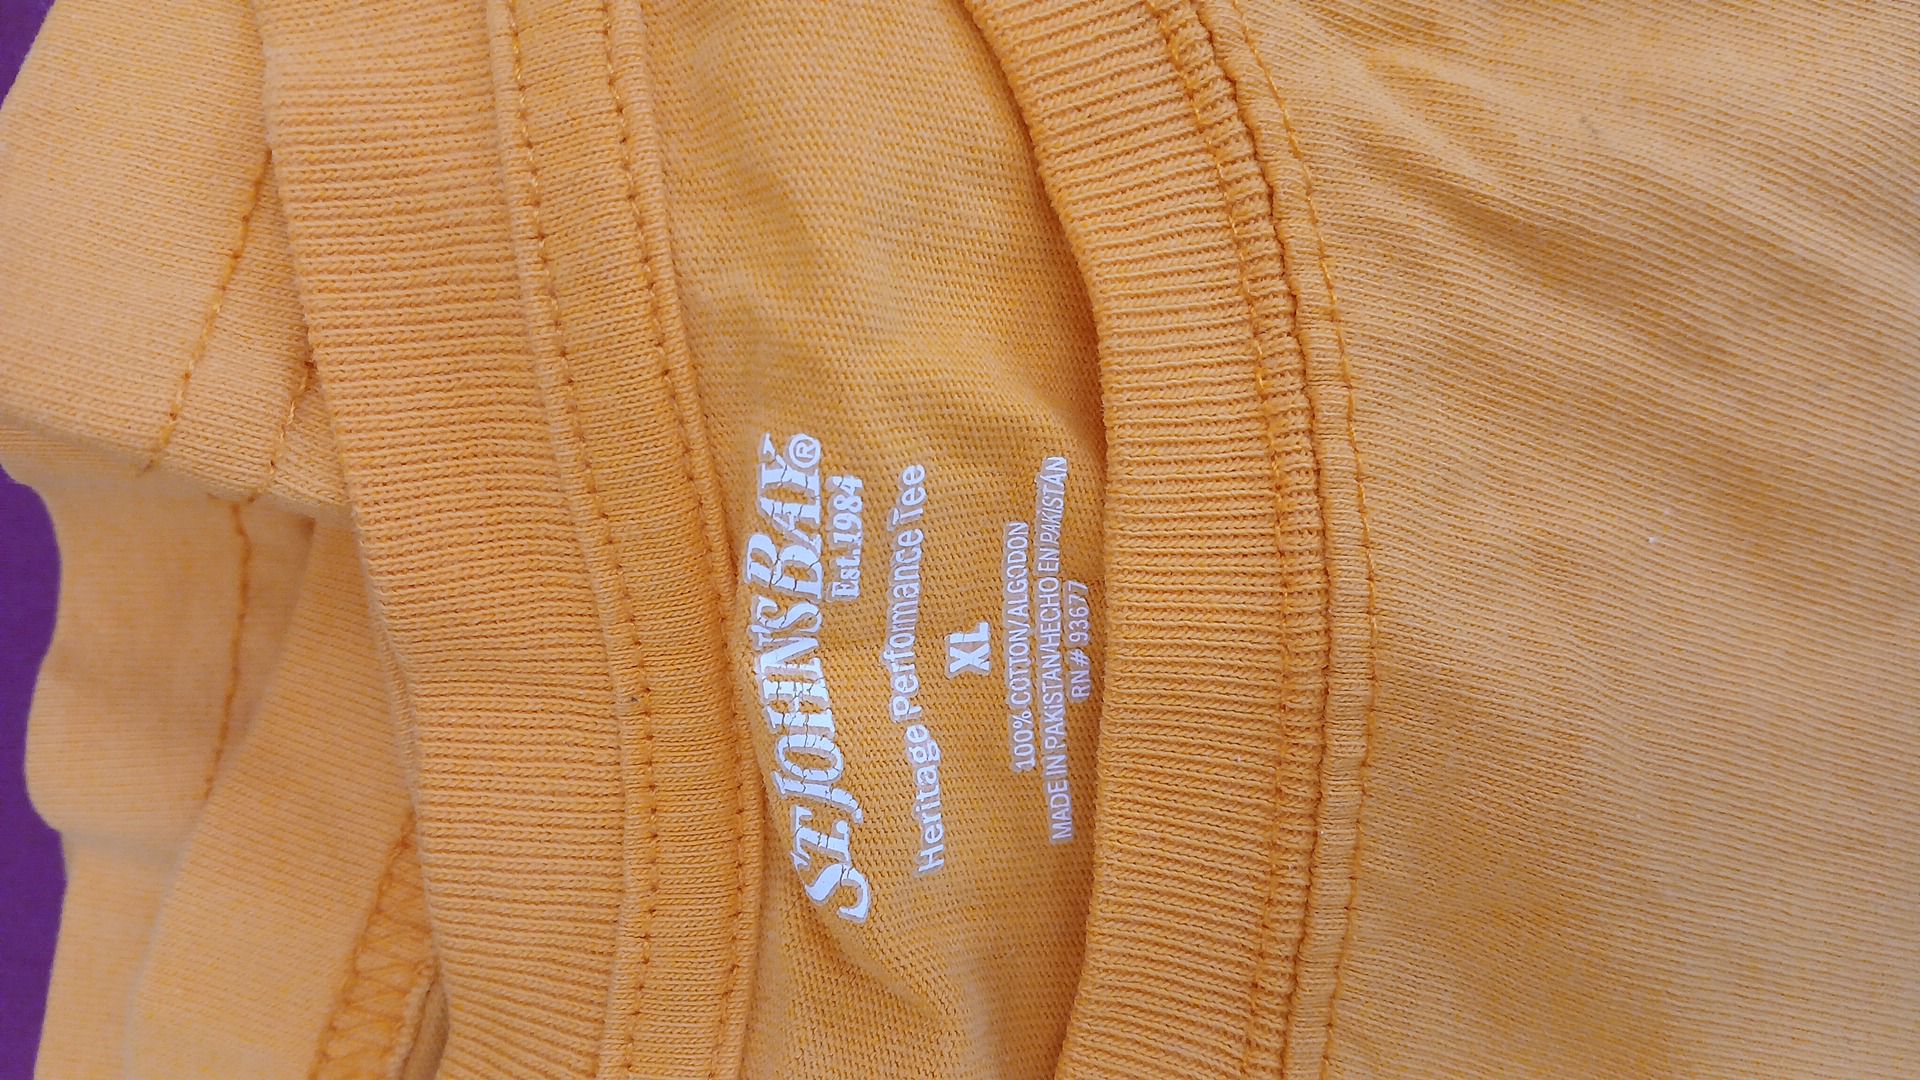 ST. JOHN'S BAY®
EST. 1984
Heritage Performance Tee
XL
100% COTTON/ALGODON
MADE IN PAKISTAN/HECHO EN PAKISTÁN
RN# 93677